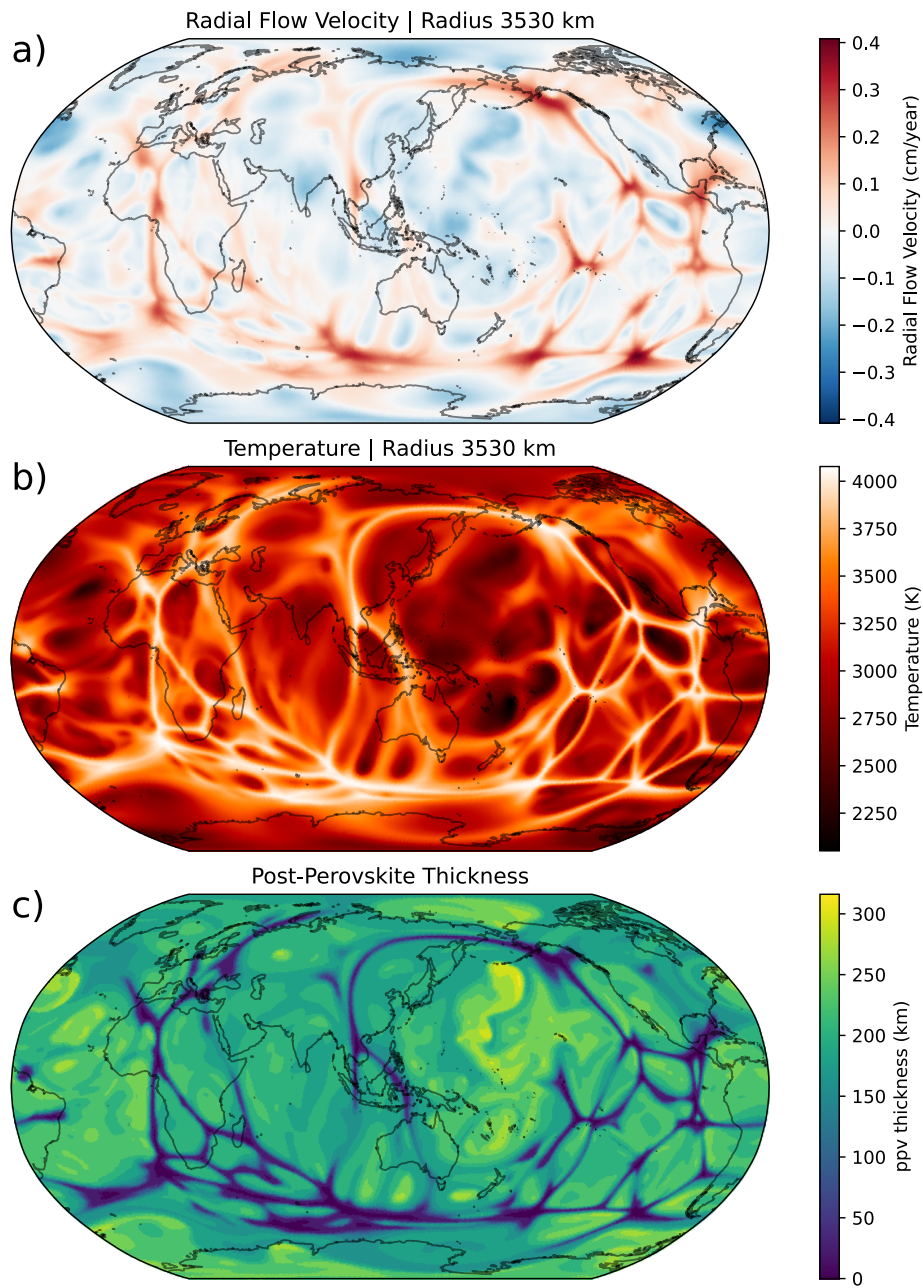 Radial Flow Velocity | Radius 3530 km
a)
0.4
0.3
0.2
0.1
0.0
−0.1
−0.2
−0.3
−0.4
Radial Flow Velocity (cm/year)
Temperature | Radius 3530 km
b)
4000
3750
3500
3250
3000
2750
2500
2250
Temperature (K)
Post-Perovskite Thickness
c)
300
250
200
150
100
50
0
ppv thickness (km)